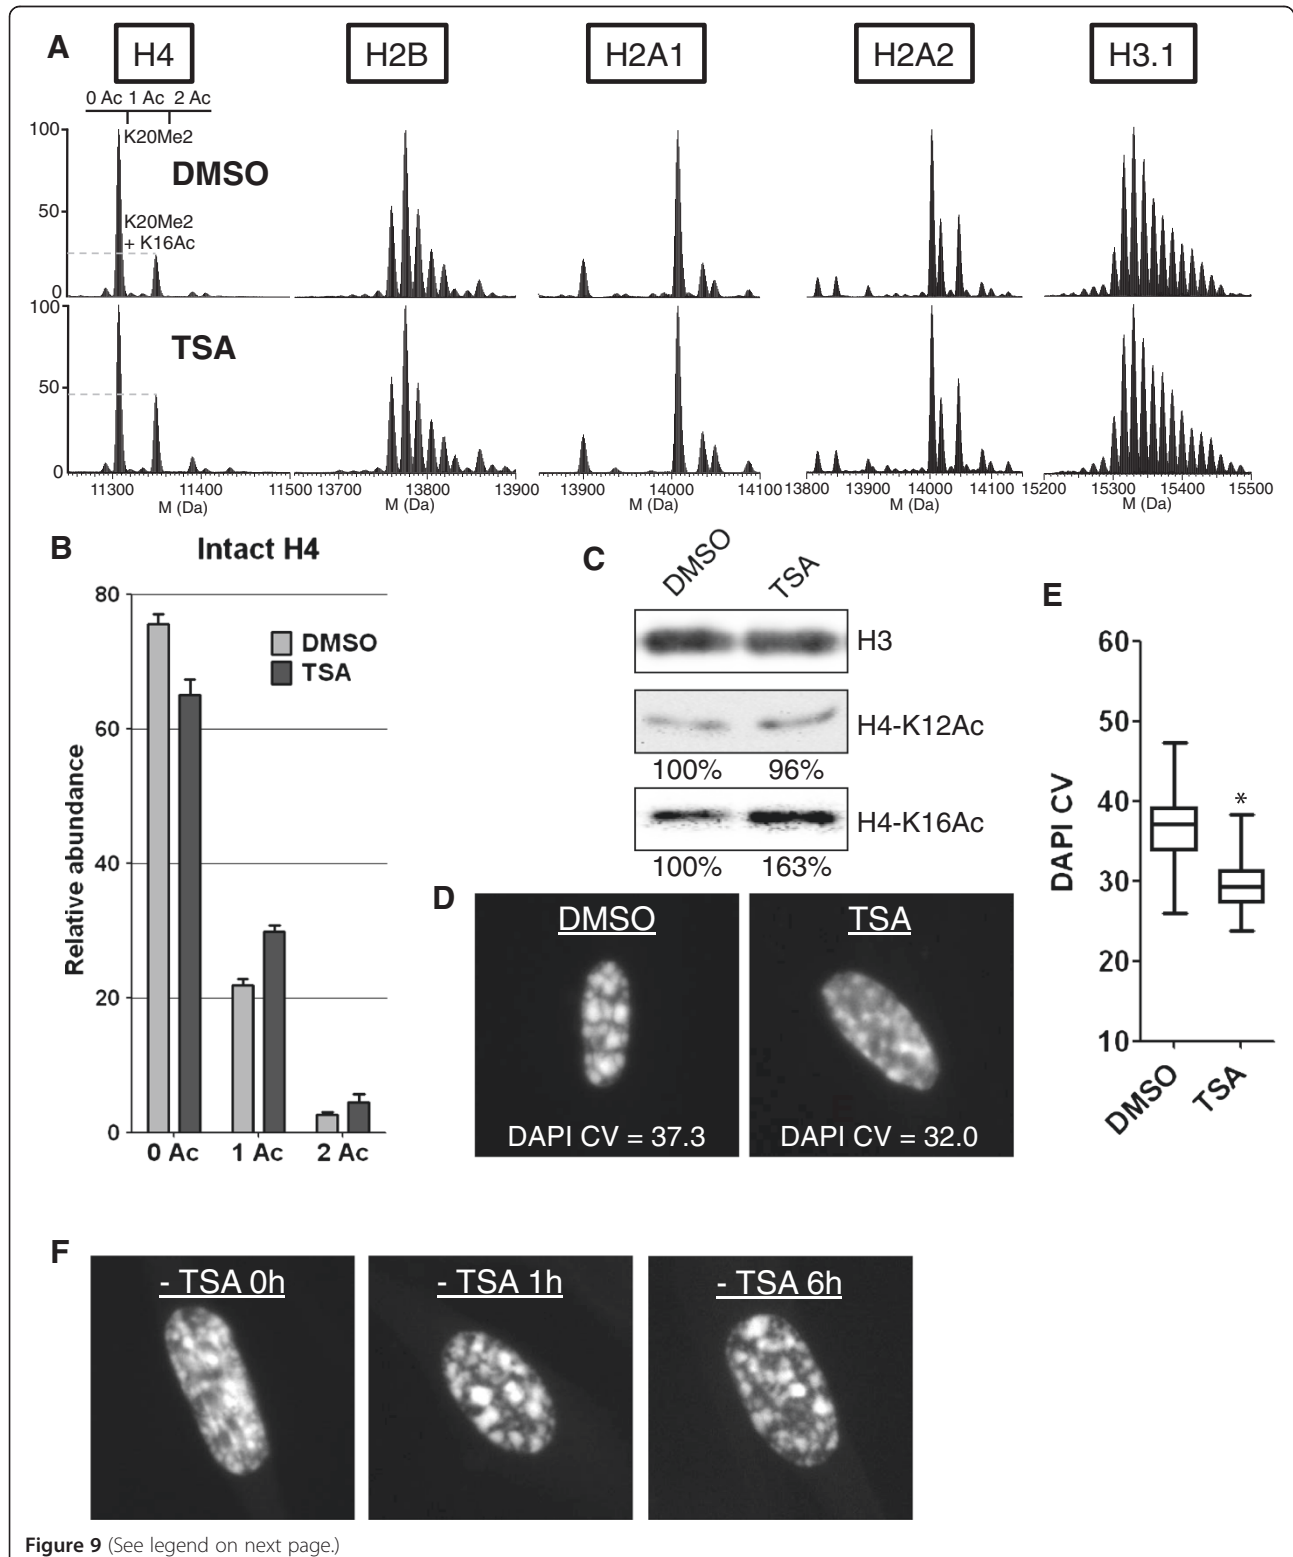 A
H4 H2B H2A1 H2A2 H3.1
0 Ac 1 Ac 2 Ac
100
K20Me2
DMSO
50
K20Me2
+ K16Ac
0
100
TSA
50
0
11300 11400 11500 13700 13800 13900 13900 14000 14100 13800 13900 14000 14100 15200 15300 15400 15500
M (Da) M (Da) M (Da) M (Da) M (Da)
B
Intact H4
80
60
40
20
0
Relative abundance
DMSO
TSA
0 Ac 1 Ac 2 Ac
C
DMSO TSA
H3
H4-K12Ac
100% 96%
H4-K16Ac
100% 163%
D
DMSO TSA
DAPI CV = 37.3 DAPI CV = 32.0
E
60
50
40
30
20
10
DAPI CV
*
DMSO TSA
F
- TSA 0h - TSA 1h - TSA 6h
Figure 9 (See legend on next page.)